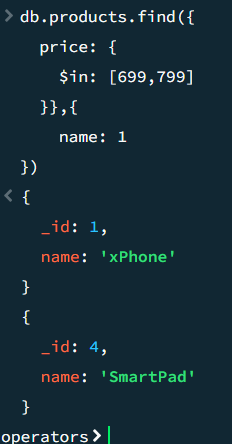 > db.products.find({
price: {
$in: [699,799]
}},{
name: 1
})
< {
_id: 1,
name: 'xPhone'
}
{
_id: 4,
name: 'SmartPad'
}
operators>